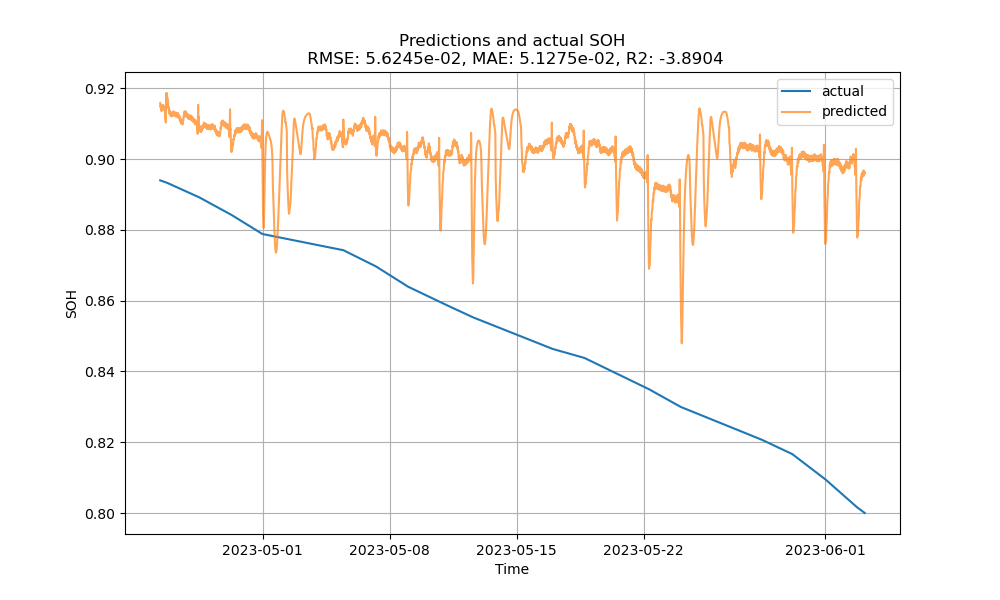 Predictions and actual SOH
RMSE: 5.6245e-02, MAE: 5.1275e-02, R2: -3.8904
actual
predicted
0.92
0.90
0.88
0.86
0.84
0.82
0.80
SOH
2023-05-01
2023-05-08
2023-05-15
2023-05-22
2023-06-01
Time